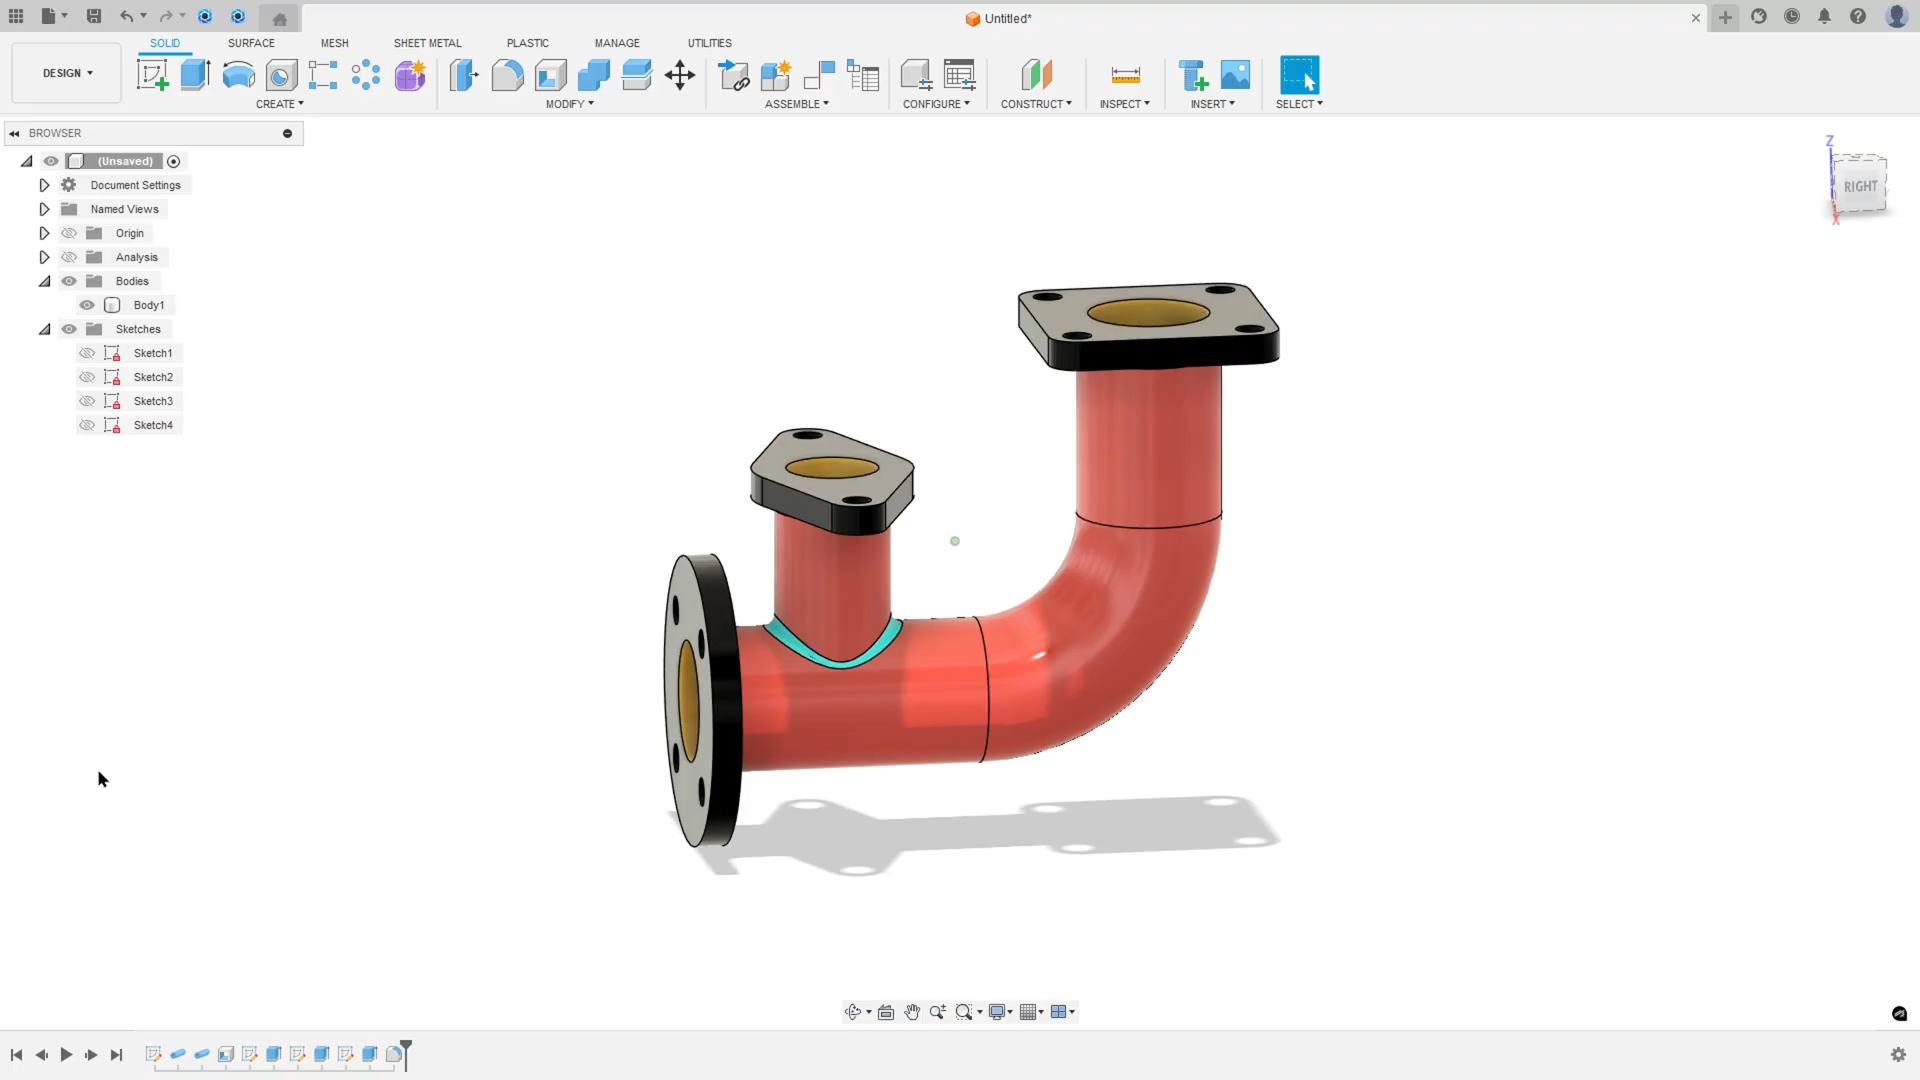 Untitled*
DESIGN
SOLID SURFACE MESH SHEET METAL PLASTIC MANAGE UTILITIES
CREATE MODIFY ASSEMBLE CONFIGURE CONSTRUCT INSPECT INSERT SELECT
BROWSER
(Unsaved)
Document Settings
Named Views
Origin
Analysis
Bodies
Body1
Sketches
Sketch1
Sketch2
Sketch3
Sketch4
Z
RIGHT
X